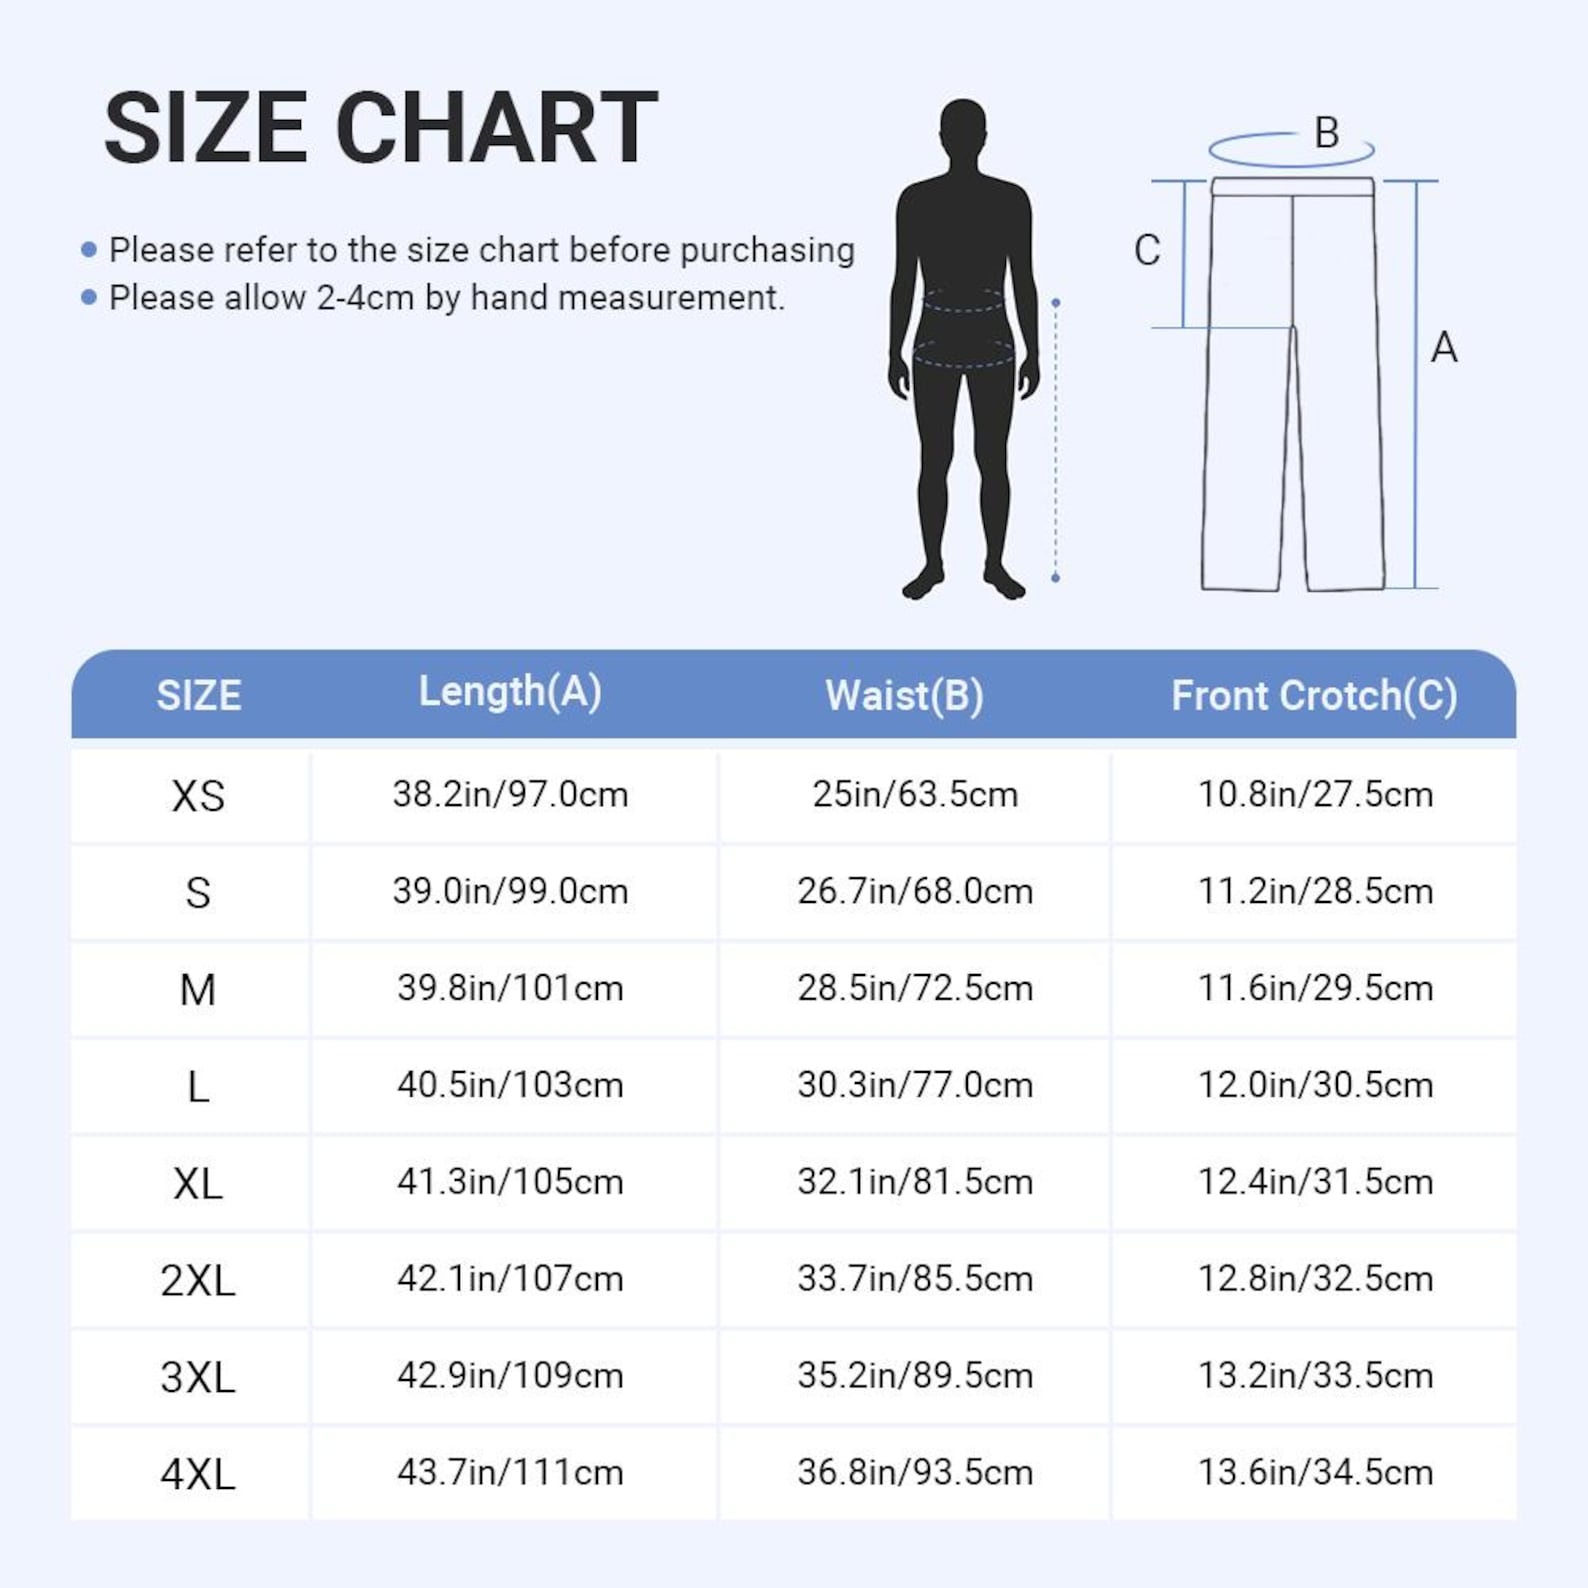 SIZE CHART
Please refer to the size chart before purchasing
Please allow 2-4cm by hand measurement.
B
C
A
SIZE Length(A) Waist(B) Front Crotch(C)
XS 38.2in/97.0cm 25in/63.5cm 10.8in/27.5cm
S 39.0in/99.0cm 26.7in/68.0cm 11.2in/28.5cm
M 39.8in/101cm 28.5in/72.5cm 11.6in/29.5cm
L 40.5in/103cm 30.3in/77.0cm 12.0in/30.5cm
XL 41.3in/105cm 32.1in/81.5cm 12.4in/31.5cm
2XL 42.1in/107cm 33.7in/85.5cm 12.8in/32.5cm
3XL 42.9in/109cm 35.2in/89.5cm 13.2in/33.5cm
4XL 43.7in/111cm 36.8in/93.5cm 13.6in/34.5cm